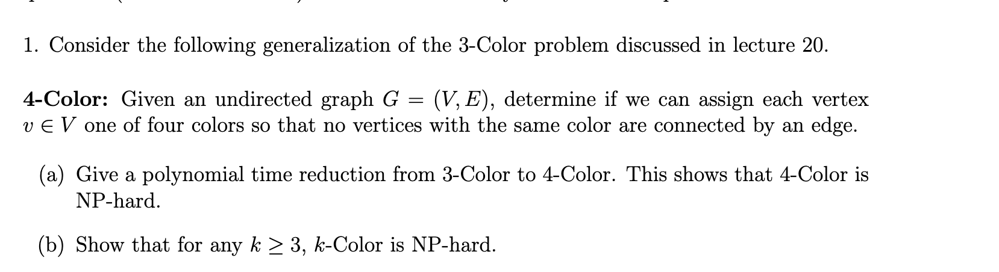 1. Consider the following generalization of the 3-Color problem discussed in lecture 20.
4-Color: Given an undirected graph G = (V, E), determine if we can assign each vertex
v ∈ V one of four colors so that no vertices with the same color are connected by an edge.
(a) Give a polynomial time reduction from 3-Color to 4-Color. This shows that 4-Color is
NP-hard.
(b) Show that for any k ≥ 3, k-Color is NP-hard.